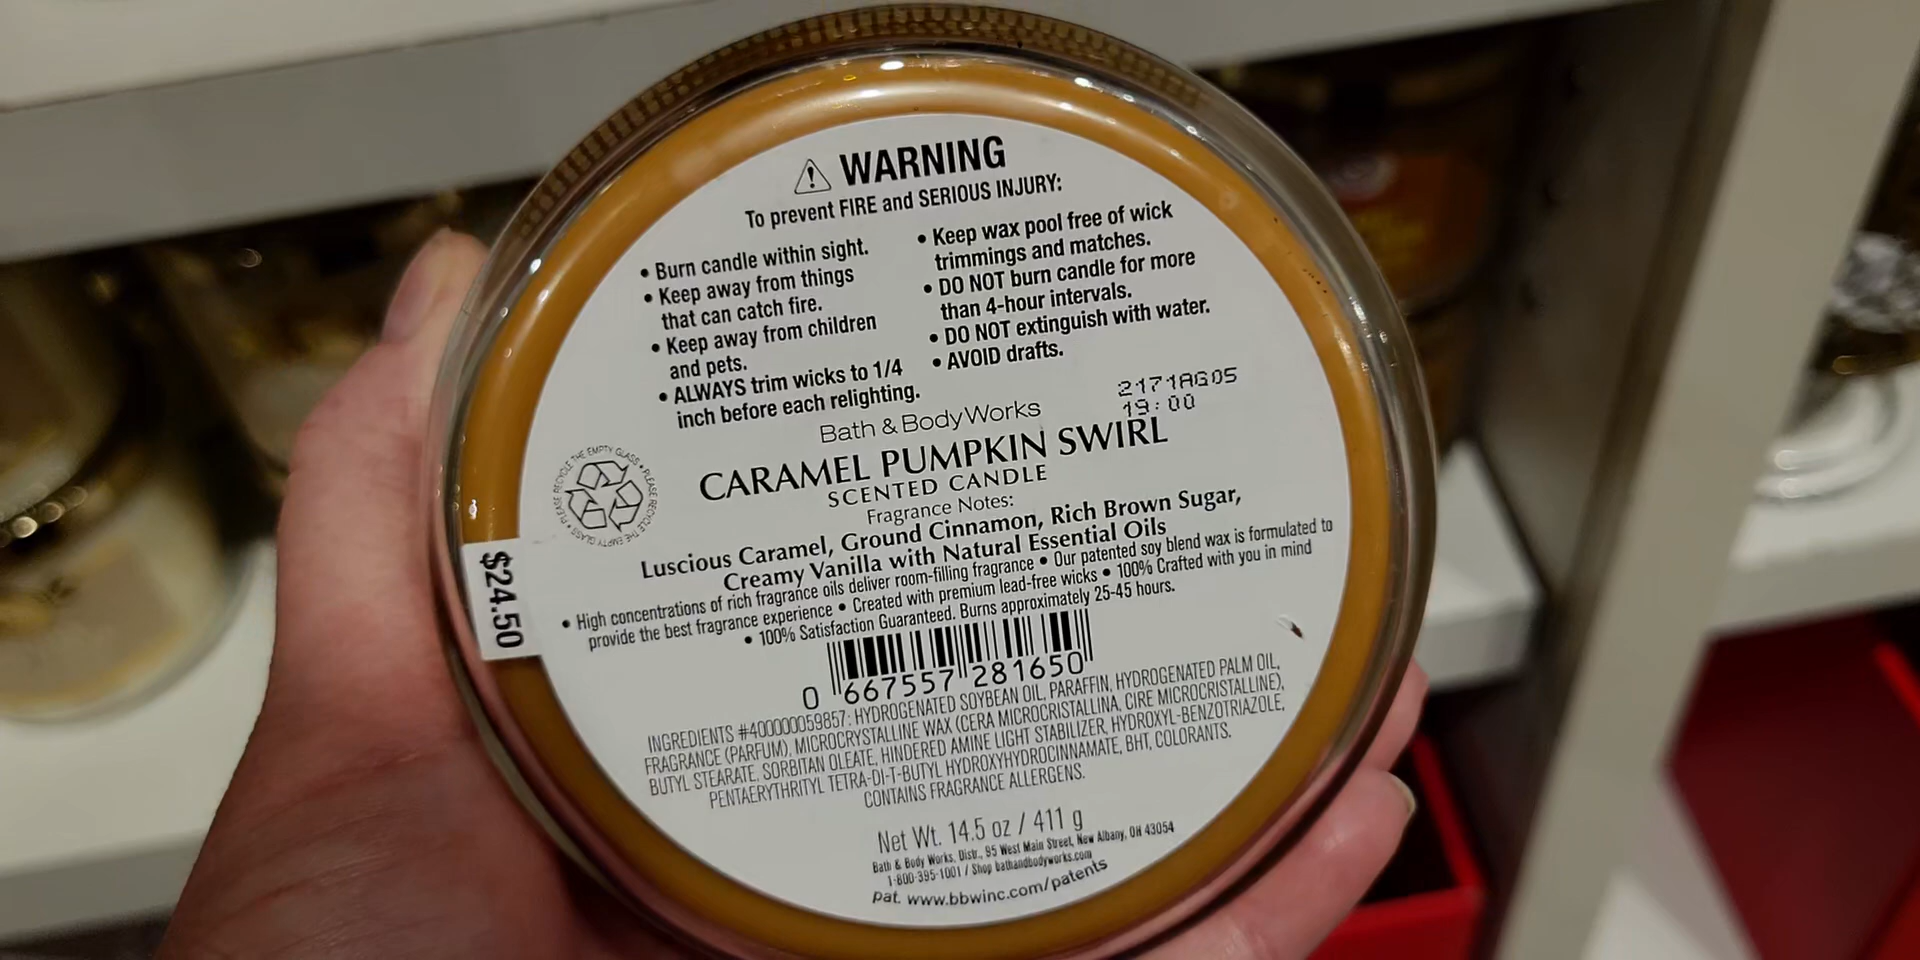 WARNING
To prevent FIRE and SERIOUS INJURY:
• Burn candle within sight.
• Keep away from things
that can catch fire.
• Keep away from children
and pets.
• ALWAYS trim wicks to 1/4
inch before each relighting.
• Keep wax pool free of wick
trimmings and matches.
• DO NOT burn candle for more
than 4-hour intervals.
• DO NOT extinguish with water.
• AVOID drafts.
2171AG05
19:00
Bath & Body Works
CARAMEL PUMPKIN SWIRL
SCENTED CANDLE
Fragrance Notes:
Luscious Caramel, Ground Cinnamon, Rich Brown Sugar,
Creamy Vanilla with Natural Essential Oils
• High concentrations of rich fragrance oils deliver room-filling fragrance • Our patented soy blend wax is formulated to
provide the best fragrance experience • Created with premium lead-free wicks • 100% Crafted with you in mind
• 100% Satisfaction Guaranteed. Burns approximately 25-45 hours.
PLEASE RECYCLE THE EMPTY GLASS • PLEASE RECYCLE THE EMPTY GLASS •
$24.50
0 667557 281650
INGREDIENTS #400000059857: HYDROGENATED SOYBEAN OIL, PARAFFIN, HYDROGENATED PALM OIL,
FRAGRANCE (PARFUM), MICROCRYSTALLINE WAX (CERA MICROCRISTALLINA, CIRE MICROCRISTALLINE),
BUTYL STEARATE, SORBITAN OLEATE, HINDERED AMINE LIGHT STABILIZER, HYDROXYL-BENZOTRIAZOLE,
PENTAERYTHRITYL TETRA-DI-T-BUTYL HYDROXYHYDROCINNAMATE, BHT, COLORANTS.
CONTAINS FRAGRANCE ALLERGENS.
Net Wt. 14.5 oz / 411 g
Bath & Body Works, Distr., 95 West Main Street, New Albany, OH 43054
1-800-395-1001 / Shop bathandbodyworks.com
pat. www.bbwinc.com/patents